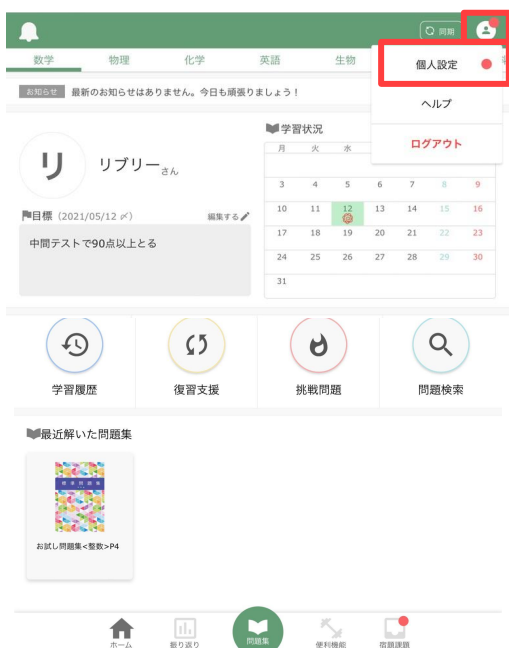 同期
数学 物理 化学 英語 生物
個人設定
ヘルプ
ログアウト
お知らせ 最新のお知らせはありません。今日も頑張りましょう！
学習状況
月 火 水
リ リブリーさん
3 4 5 6 7 8 9
10 11 12 13 14 15 16
17 18 19 20 21 22 23
24 25 26 27 28 29 30
31
目標 (2021/05/12 〆) 編集する
中間テストで90点以上とる
学習履歴 復習支援 挑戦問題 問題検索
最近解いた問題集
標準問題集
お試し問題集<整数>P4
ホーム 振り返り 問題集 便利機能 宿題課題